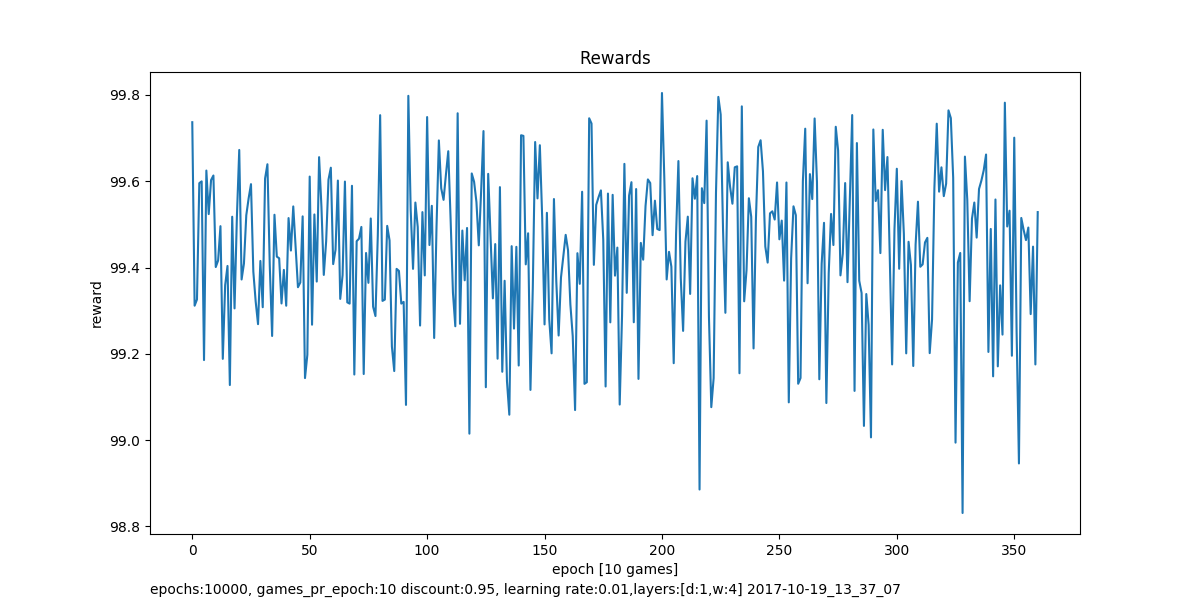 Rewards
99.8
99.6
99.4
99.2
99.0
98.8
reward
0 50 100 150 200 250 300 350
epoch [10 games]
epochs:10000, games_pr_epoch:10 discount:0.95, learning rate:0.01,layers:[d:1,w:4] 2017-10-19_13_37_07